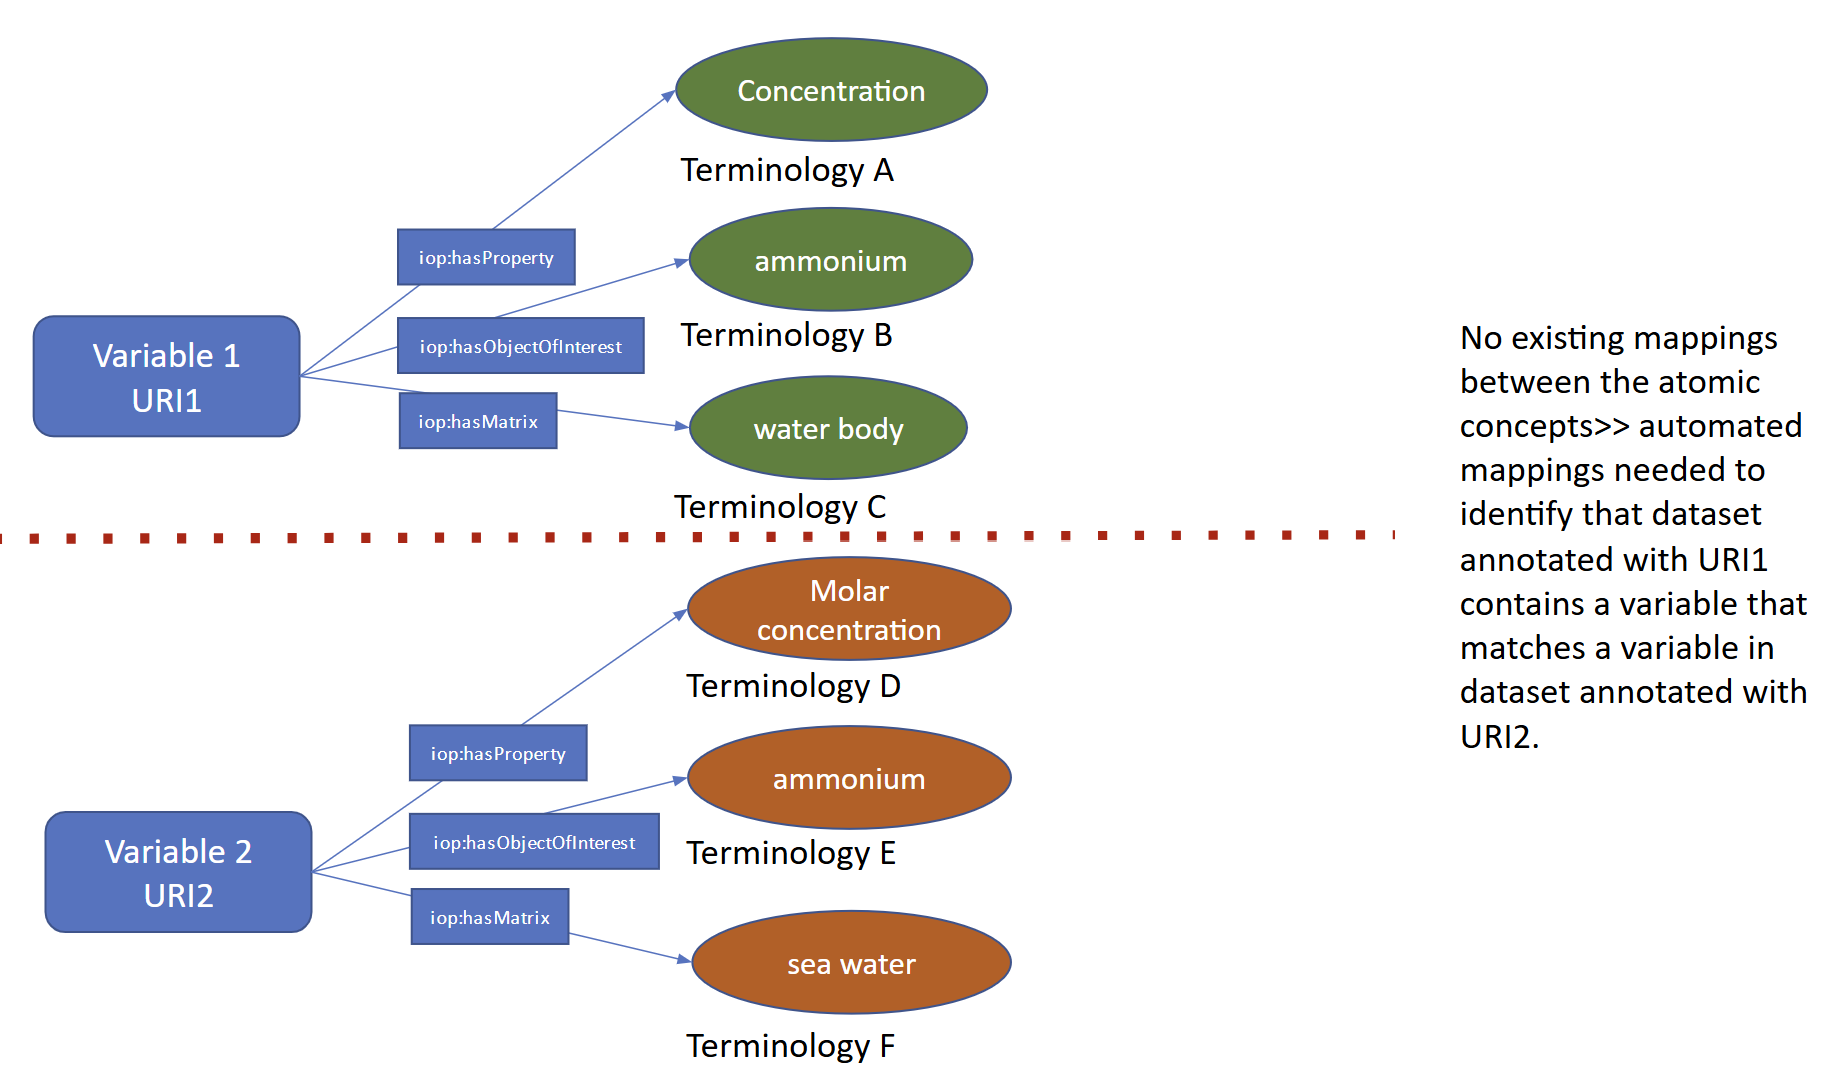 Concentration
Terminology A
iop:hasProperty
ammonium
iop:hasObjectOfInterest
Terminology B
Variable 1
URI1
iop:hasMatrix
water body
Terminology C
Molar
concentration
Terminology D
iop:hasProperty
ammonium
iop:hasObjectOfInterest
Terminology E
Variable 2
URI2
iop:hasMatrix
sea water
Terminology F
No existing mappings
between the atomic
concepts>> automated
mappings needed to
identify that dataset
annotated with URI1
contains a variable that
matches a variable in
dataset annotated with
URI2.